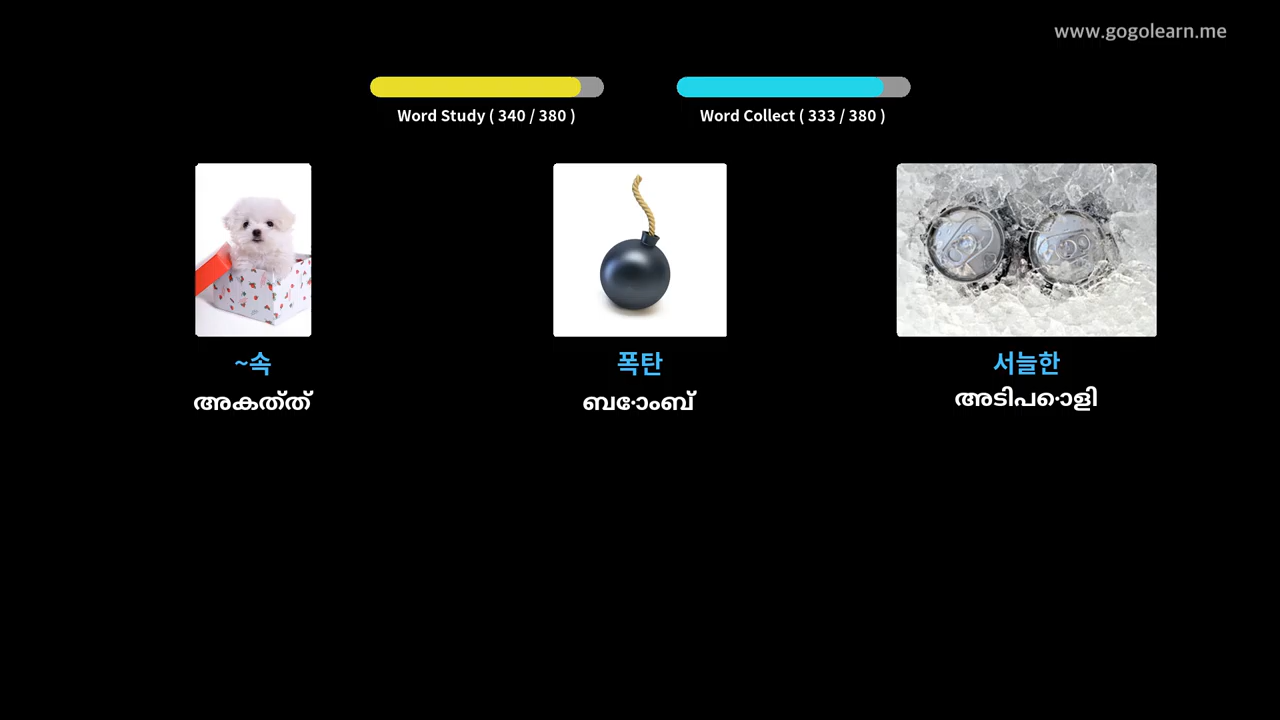 www.gogolearn.me
Word Study ( 340 / 380 )
Word Collect ( 333 / 380 )
~속
폭탄
서늘한
അകത്ത്
ബോംബ്
അടിപൊളി